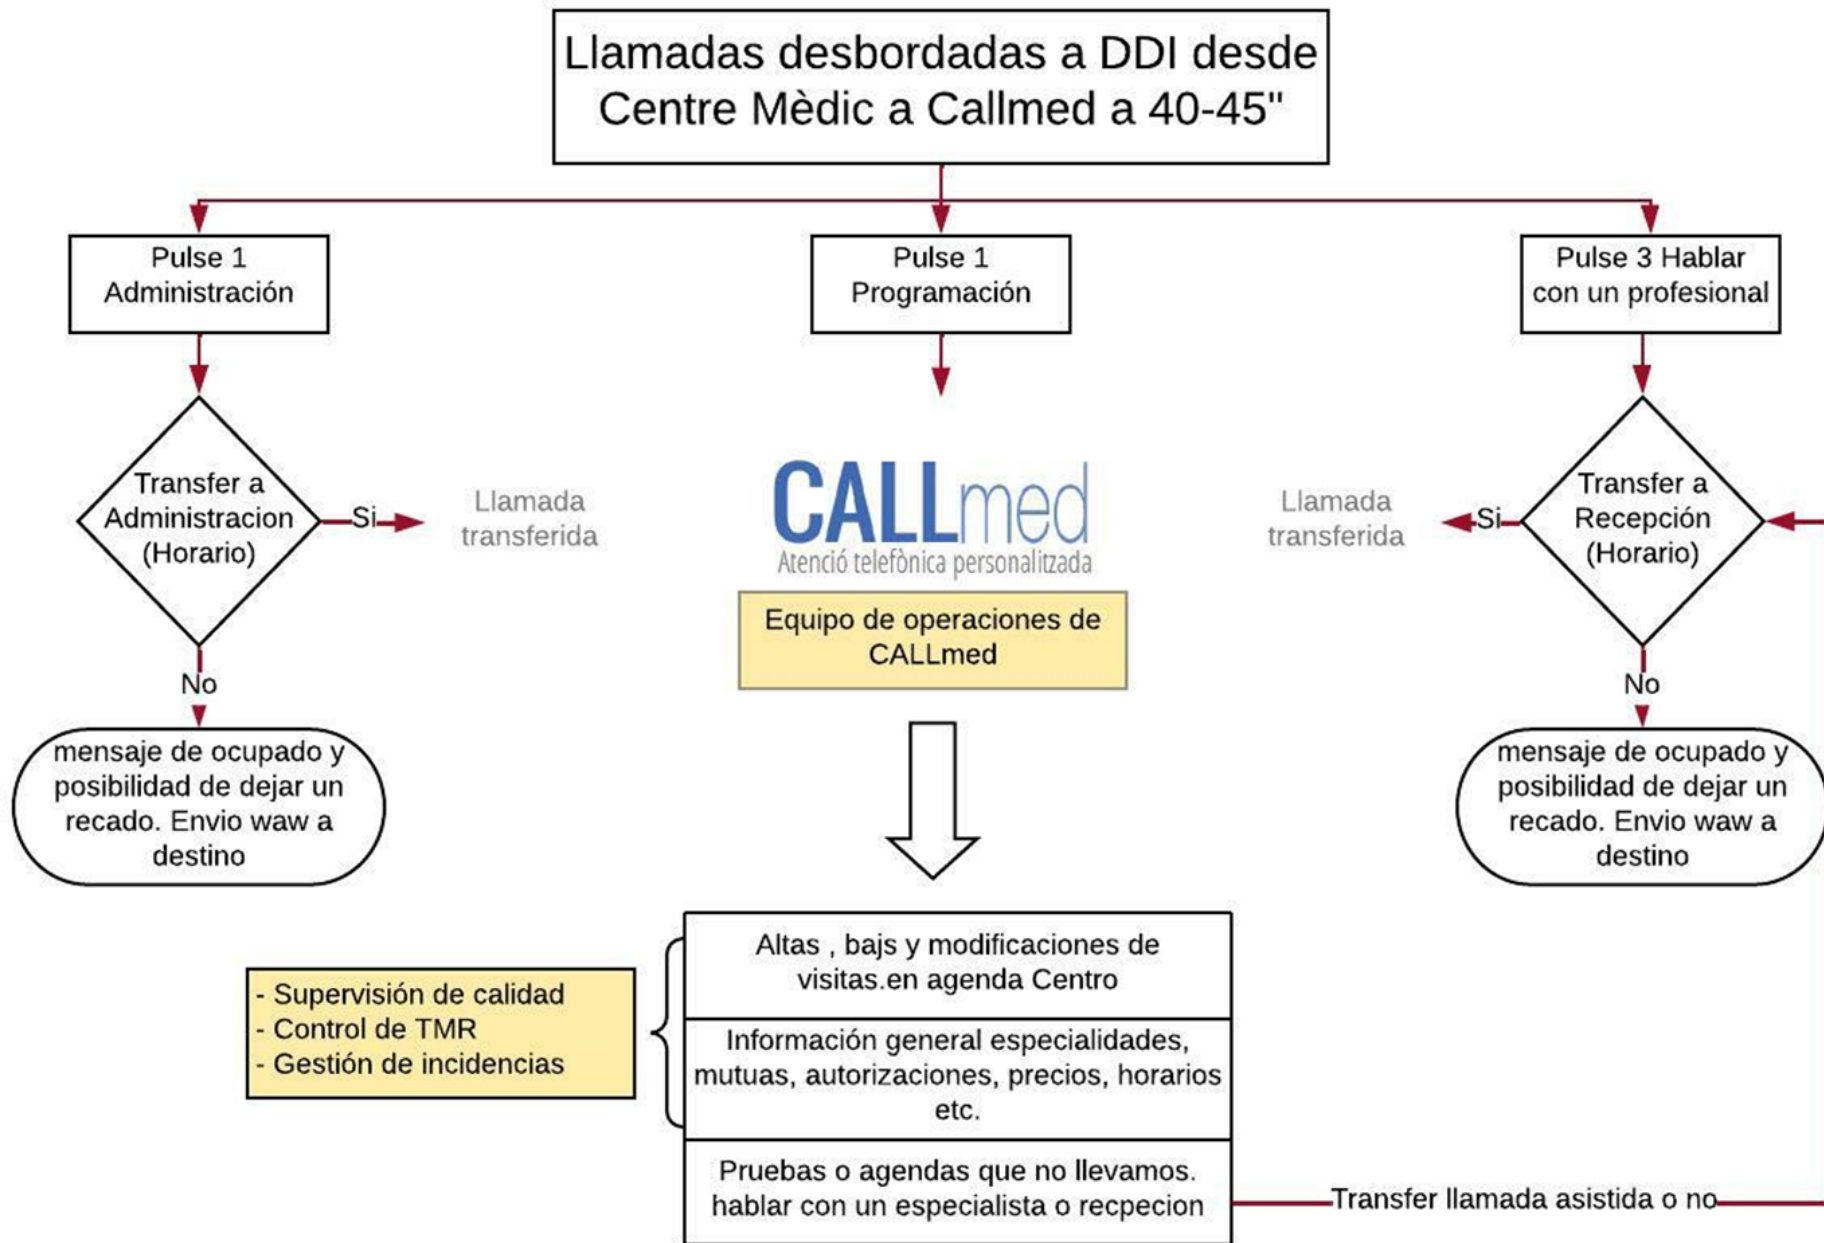 Llamadas desbordadas a DDI desde
Centre Mèdic a Callmed a 40-45"
Pulse 1
Administración
Pulse 1
Programación
Pulse 3 Hablar
con un profesional
Transfer a
Administracion
(Horario)
Si
Llamada
transferida
CALLmed
Atenció telefònica personalitzada
Equipo de operaciones de
CALLmed
Llamada
transferida
Si
Transfer a
Recepción
(Horario)
No
mensaje de ocupado y
posibilidad de dejar un
recado. Envio waw a
destino
No
mensaje de ocupado y
posibilidad de dejar un
recado. Envio waw a
destino
- Supervisión de calidad
- Control de TMR
- Gestión de incidencias
Altas , bajs y modificaciones de
visitas.en agenda Centro
Información general especialidades,
mutuas, autorizaciones, precios, horarios
etc.
Pruebas o agendas que no llevamos.
hablar con un especialista o recpecion
Transfer llamada asistida o no